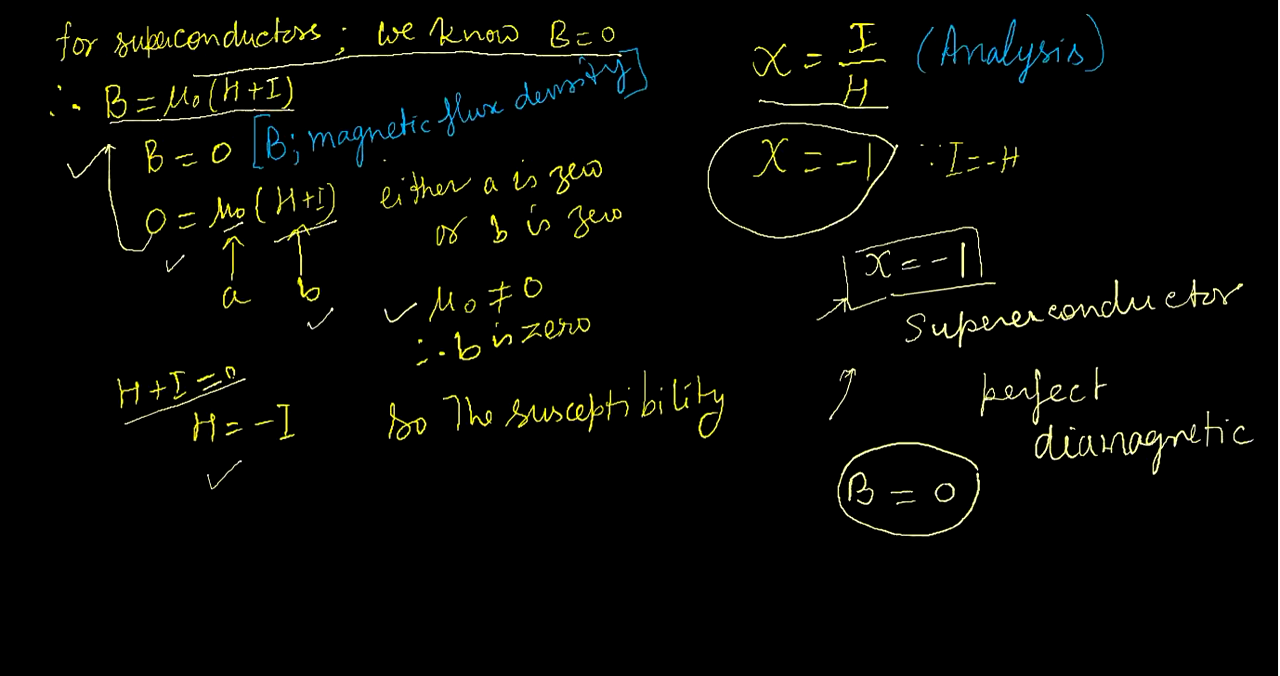 for superconductors; we know B=0
∴ B=μ₀(H+I)
B=0 [B; magnetic flux density]
0=μ₀(H+I) either a is zero
or b is zero
a b
μ₀≠0
∴ b is zero
H+I=0
H=-I
So The susceptibility
χ = I/H (Analysis)
χ=-1 ∵ I=-H
χ=-1
Supererconductor
perfect
diamagnetic
B=0